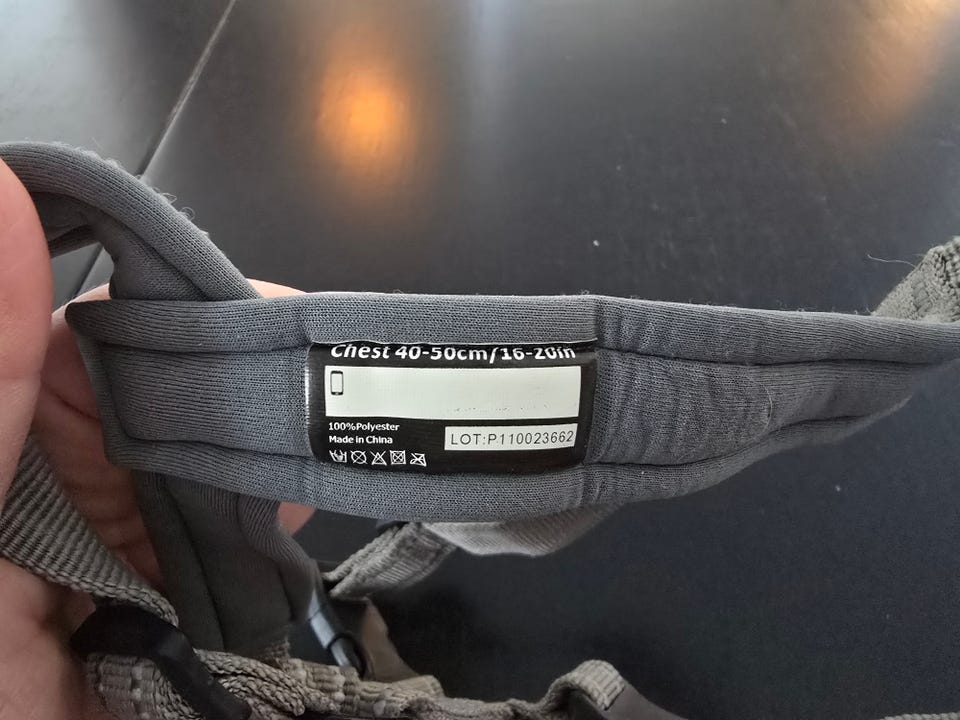 Chest 40-50cm/16-20in
100%Polyester
Made in China
LOT:P110023662